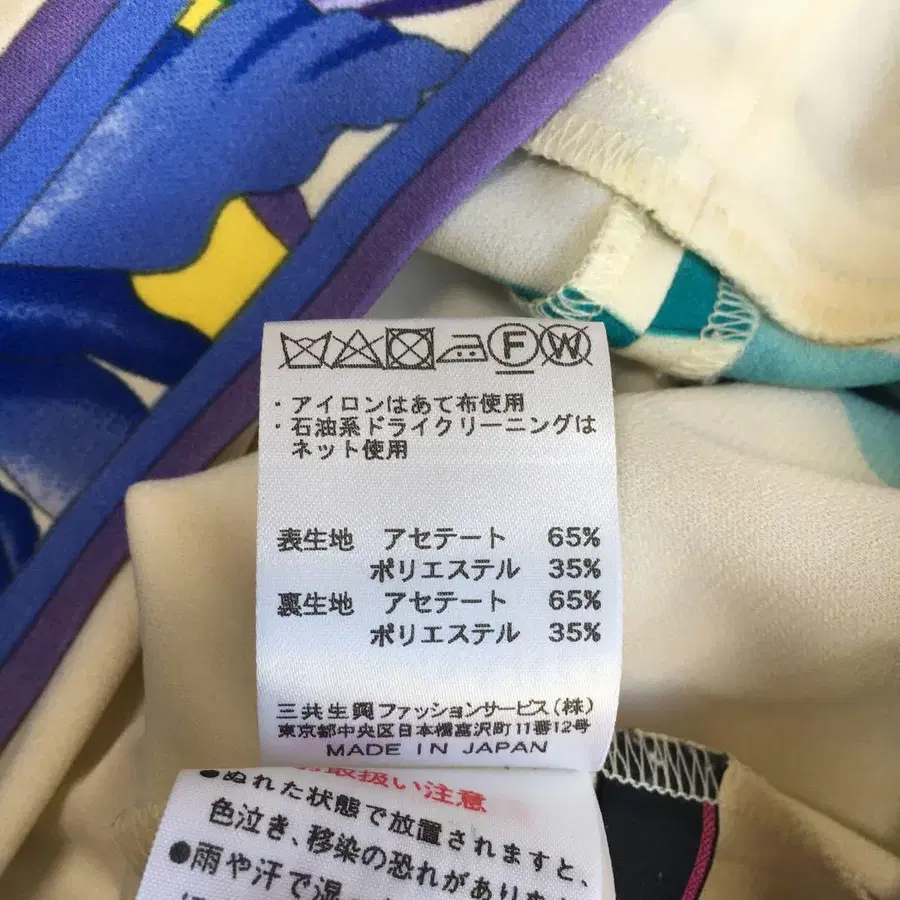 F W
・アイロンはあて布使用
・石油系ドライクリーニングは
ネット使用
表生地 アセテート 65%
ポリエステル 35%
裏生地 アセテート 65%
ポリエステル 35%
三共生興ファッションサービス(株)
東京都中央区日本橋富沢町11番12号
MADE IN JAPAN
取扱い注意
●ぬれた状態で放置されますと、
色泣き、移染の恐れがありま
●雨や汗で湿